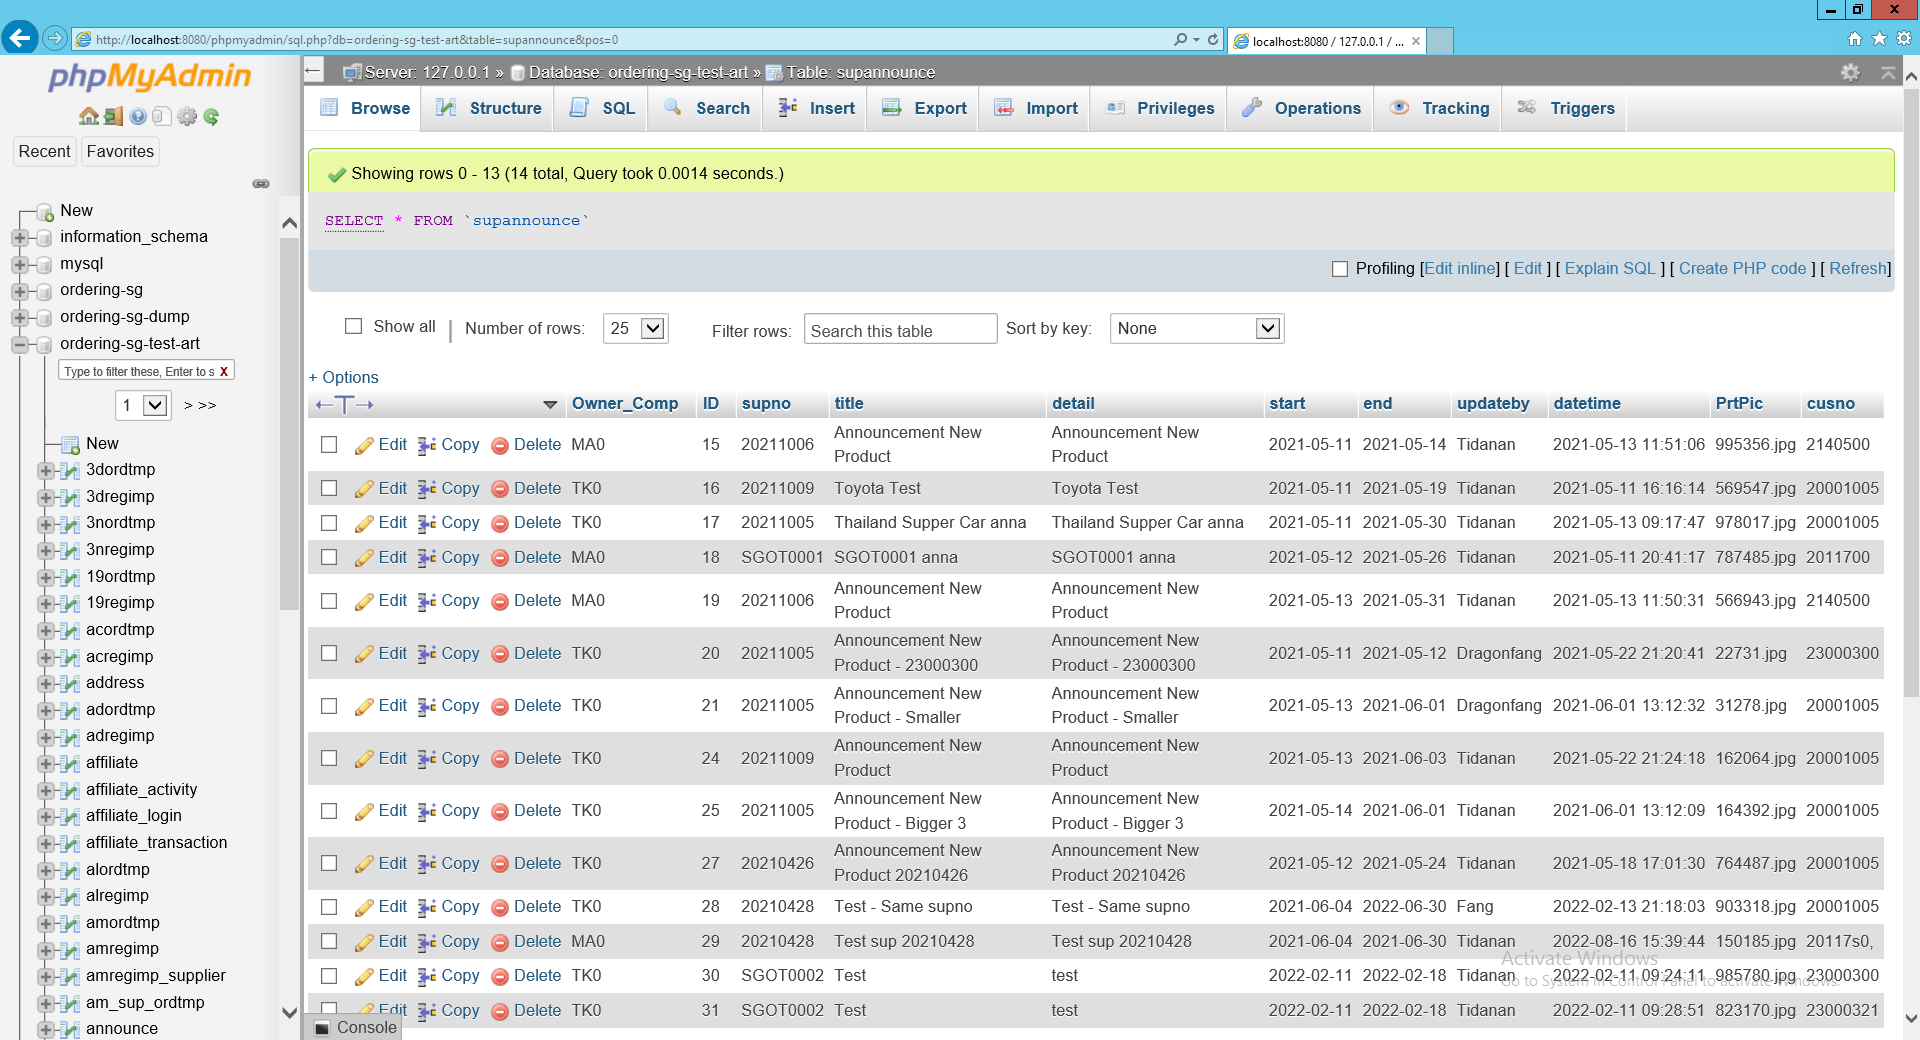 http://localhost:8080/phpmyadmin/sql.php?db=ordering-sg-test-art&table=supannounce&pos=0
localhost:8080 / 127.0.0.1 / ...
phpMyAdmin
Recent Favorites
New
information_schema
mysql
ordering-sg
ordering-sg-dump
ordering-sg-test-art
Type to filter these, Enter to s X
1 > >>
New
3dordtmp
3dregimp
3nordtmp
3nregimp
19ordtmp
19regimp
acordtmp
acregimp
address
adordtmp
adregimp
affiliate
affiliate_activity
affiliate_login
affiliate_transaction
alordtmp
alregimp
amordtmp
amregimp
amregimp_supplier
am_sup_ordtmp
announce
Server: 127.0.0.1 » Database: ordering-sg-test-art » Table: supannounce
Browse Structure SQL Search Insert Export Import Privileges Operations Tracking Triggers
Showing rows 0 - 13 (14 total, Query took 0.0014 seconds.)
SELECT * FROM `supannounce`
Profiling [Edit inline] [ Edit ] [ Explain SQL ] [ Create PHP code ] [ Refresh]
Show all | Number of rows: 25 Filter rows: Search this table Sort by key: None
+ Options
←T→ Owner_Comp ID supno title detail start end updateby datetime PrtPic cusno
Edit Copy Delete MA0 15 20211006 Announcement New Product Announcement New Product 2021-05-11 2021-05-14 Tidanan 2021-05-13 11:51:06 995356.jpg 2140500
Edit Copy Delete TK0 16 20211009 Toyota Test Toyota Test 2021-05-11 2021-05-19 Tidanan 2021-05-11 16:16:14 569547.jpg 20001005
Edit Copy Delete TK0 17 20211005 Thailand Supper Car anna Thailand Supper Car anna 2021-05-11 2021-05-30 Tidanan 2021-05-13 09:17:47 978017.jpg 20001005
Edit Copy Delete MA0 18 SGOT0001 SGOT0001 anna SGOT0001 anna 2021-05-12 2021-05-26 Tidanan 2021-05-11 20:41:17 787485.jpg 2011700
Edit Copy Delete MA0 19 20211006 Announcement New Product Announcement New Product 2021-05-13 2021-05-31 Tidanan 2021-05-13 11:50:31 566943.jpg 2140500
Edit Copy Delete TK0 20 20211005 Announcement New Product - 23000300 Announcement New Product - 23000300 2021-05-11 2021-05-12 Dragonfang 2021-05-22 21:20:41 22731.jpg 23000300
Edit Copy Delete TK0 21 20211005 Announcement New Product - Smaller Announcement New Product - Smaller 2021-05-13 2021-06-01 Dragonfang 2021-06-01 13:12:32 31278.jpg 20001005
Edit Copy Delete TK0 24 20211009 Announcement New Product Announcement New Product 2021-05-13 2021-06-03 Tidanan 2021-05-22 21:24:18 162064.jpg 20001005
Edit Copy Delete TK0 25 20211005 Announcement New Product - Bigger 3 Announcement New Product - Bigger 3 2021-05-14 2021-06-01 Tidanan 2021-06-01 13:12:09 164392.jpg 20001005
Edit Copy Delete TK0 27 20210426 Announcement New Product 20210426 Announcement New Product 20210426 2021-05-12 2021-05-24 Tidanan 2021-05-18 17:01:30 764487.jpg 20001005
Edit Copy Delete TK0 28 20210428 Test - Same supno Test - Same supno 2021-06-04 2022-06-30 Fang 2022-02-13 21:18:03 903318.jpg 20001005
Edit Copy Delete MA0 29 20210428 Test sup 20210428 Test sup 20210428 2021-06-04 2021-06-30 Tidanan 2022-08-16 15:39:44 150185.jpg 20117s0,
Edit Copy Delete TK0 30 SGOT0002 Test test 2022-02-11 2022-02-18 Tidanan 2022-02-11 09:24:11 985780.jpg 23000300
Edit Copy Delete TK0 31 SGOT0002 Test test 2022-02-11 2022-02-18 Tidanan 2022-02-11 09:28:51 823170.jpg 23000321
Activate Windows
Go to System in Control Panel to activate Windows.
Console